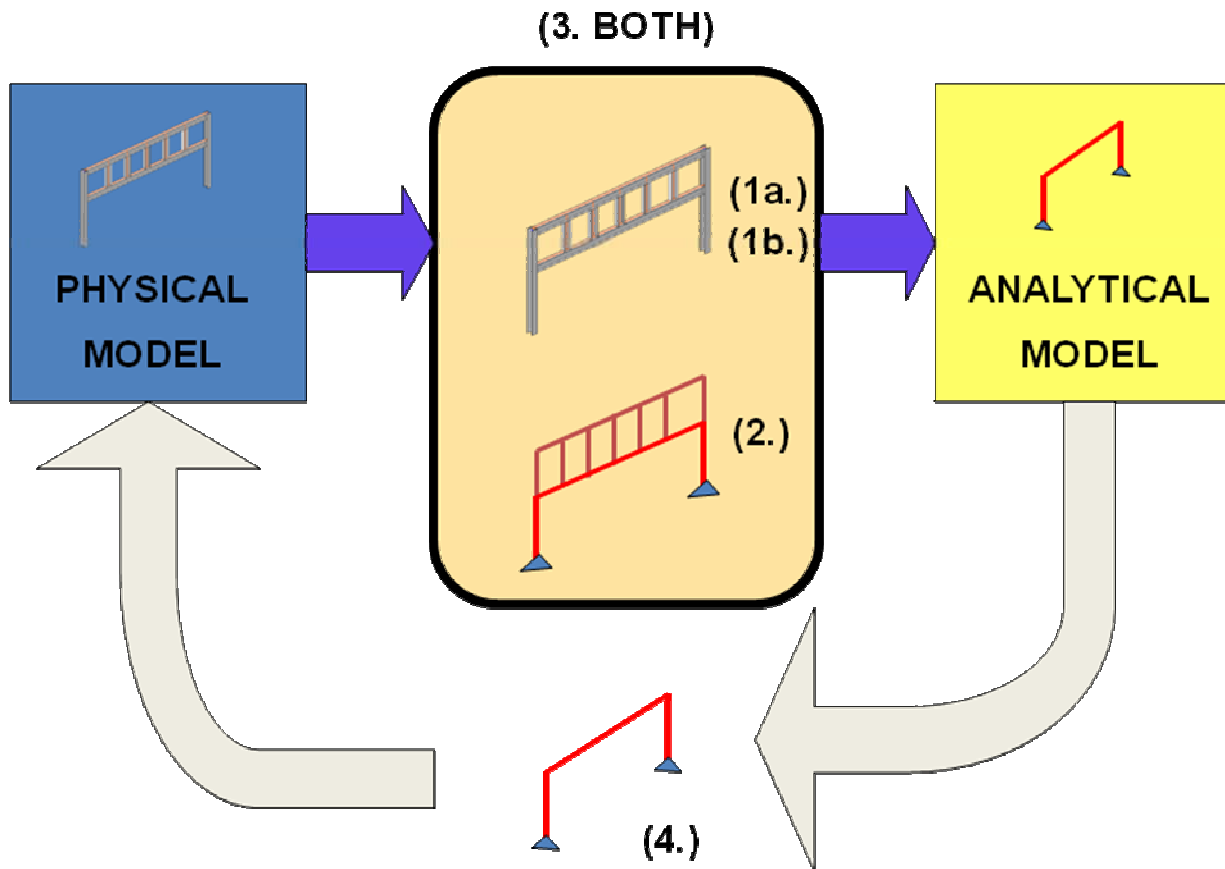 (3. BOTH)
PHYSICAL
MODEL
(1a.)
(1b.)
(2.)
ANALYTICAL
MODEL
(4.)